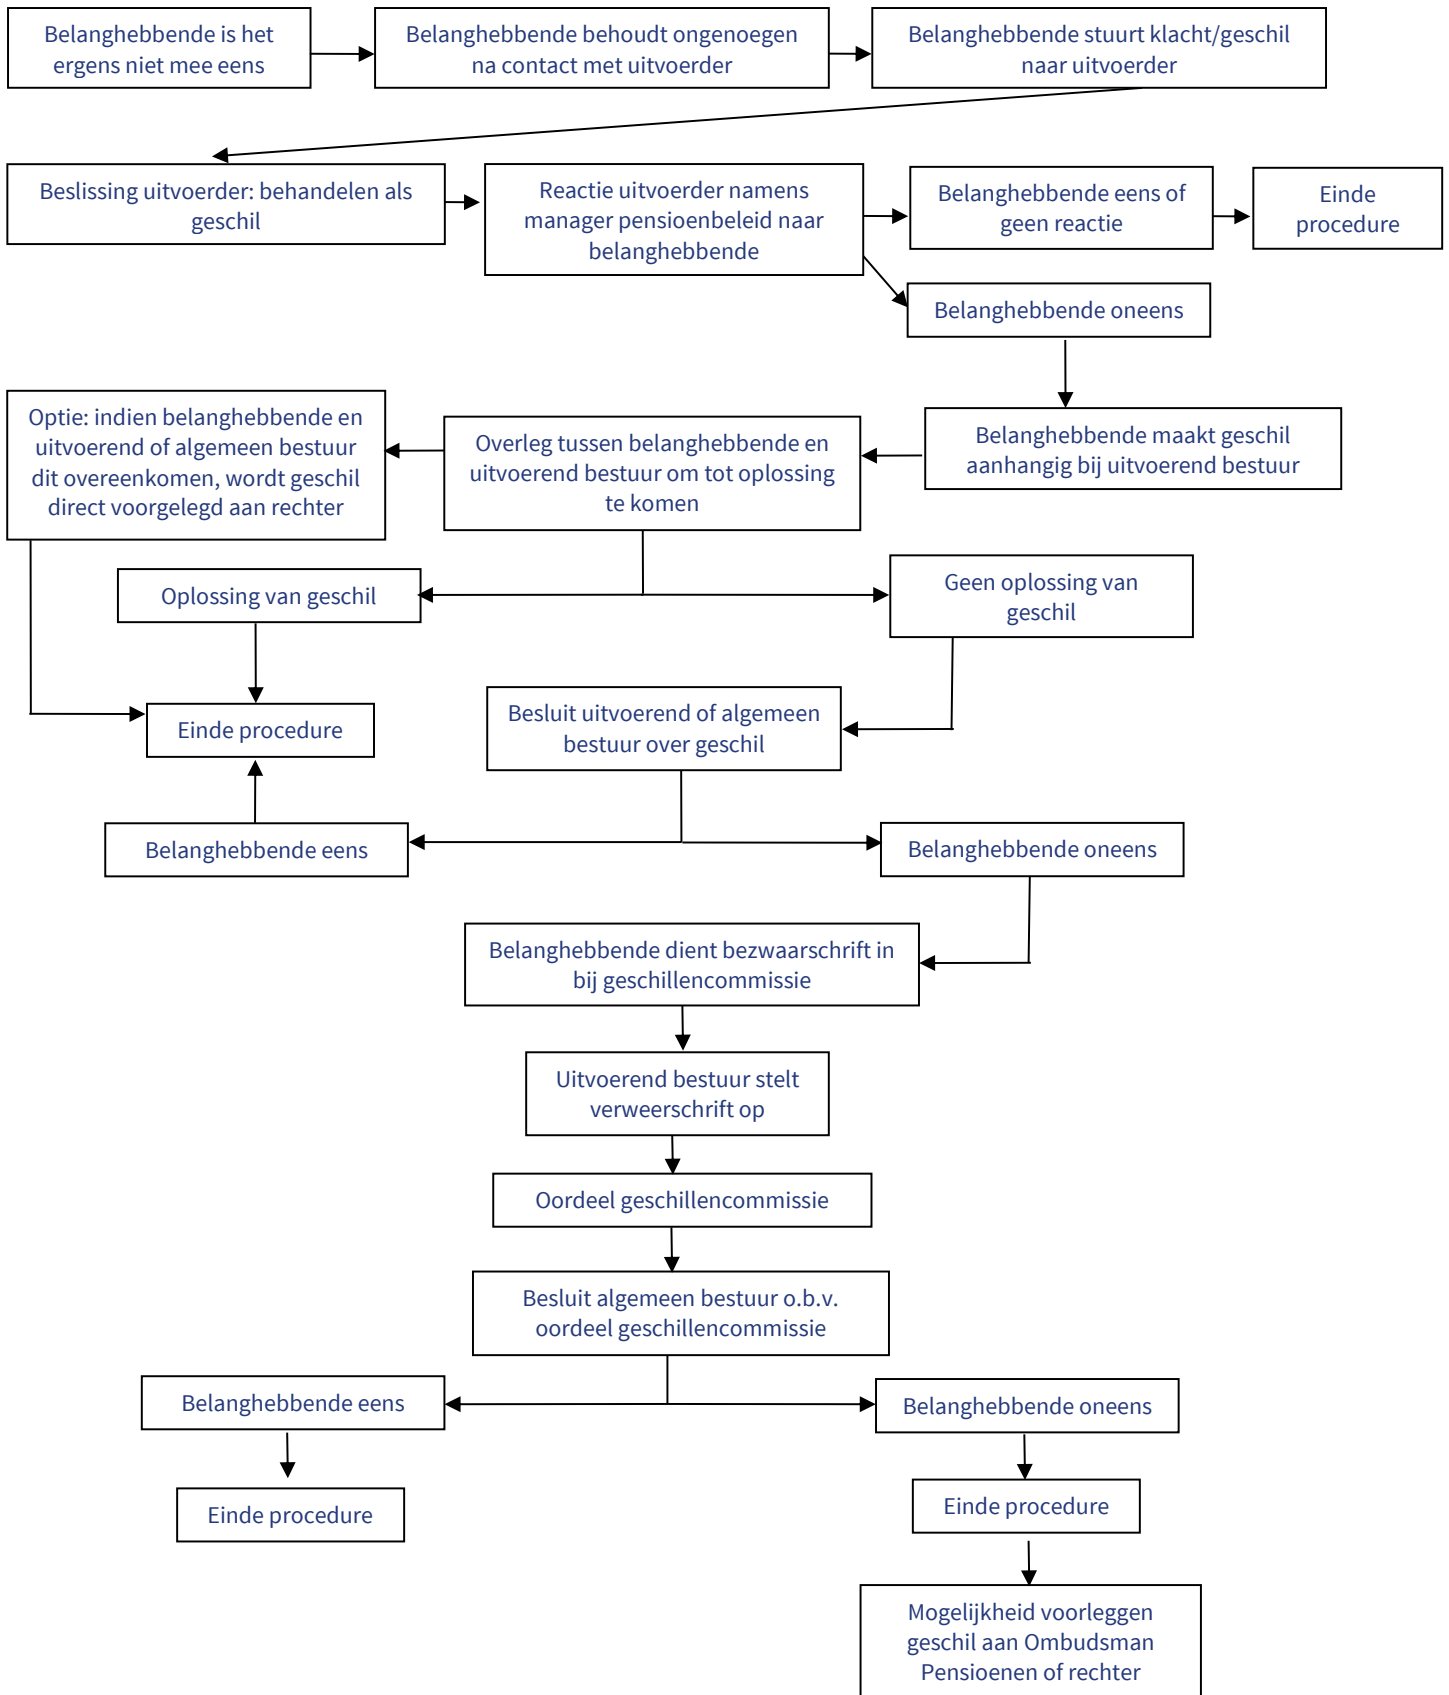 Belanghebbende is het
ergens niet mee eens
Belanghebbende behoudt ongenoegen
na contact met uitvoerder
Belanghebbende stuurt klacht/geschil
naar uitvoerder
Beslissing uitvoerder: behandelen als
geschil
Reactie uitvoerder namens
manager pensioenbeleid naar
belanghebbende
Belanghebbende eens of
geen reactie
Einde
procedure
Belanghebbende oneens
Belanghebbende maakt geschil
aanhangig bij uitvoerend bestuur
Overleg tussen belanghebbende en
uitvoerend bestuur om tot oplossing
te komen
Optie: indien belanghebbende en
uitvoerend of algemeen bestuur
dit overeenkomen, wordt geschil
direct voorgelegd aan rechter
Oplossing van geschil
Geen oplossing van
geschil
Einde procedure
Besluit uitvoerend of algemeen
bestuur over geschil
Belanghebbende eens
Belanghebbende oneens
Belanghebbende dient bezwaarschrift in
bij geschillencommissie
Uitvoerend bestuur stelt
verweerschrift op
Oordeel geschillencommissie
Besluit algemeen bestuur o.b.v.
oordeel geschillencommissie
Belanghebbende eens
Belanghebbende oneens
Einde procedure
Einde procedure
Mogelijkheid voorleggen
geschil aan Ombudsman
Pensioenen of rechter